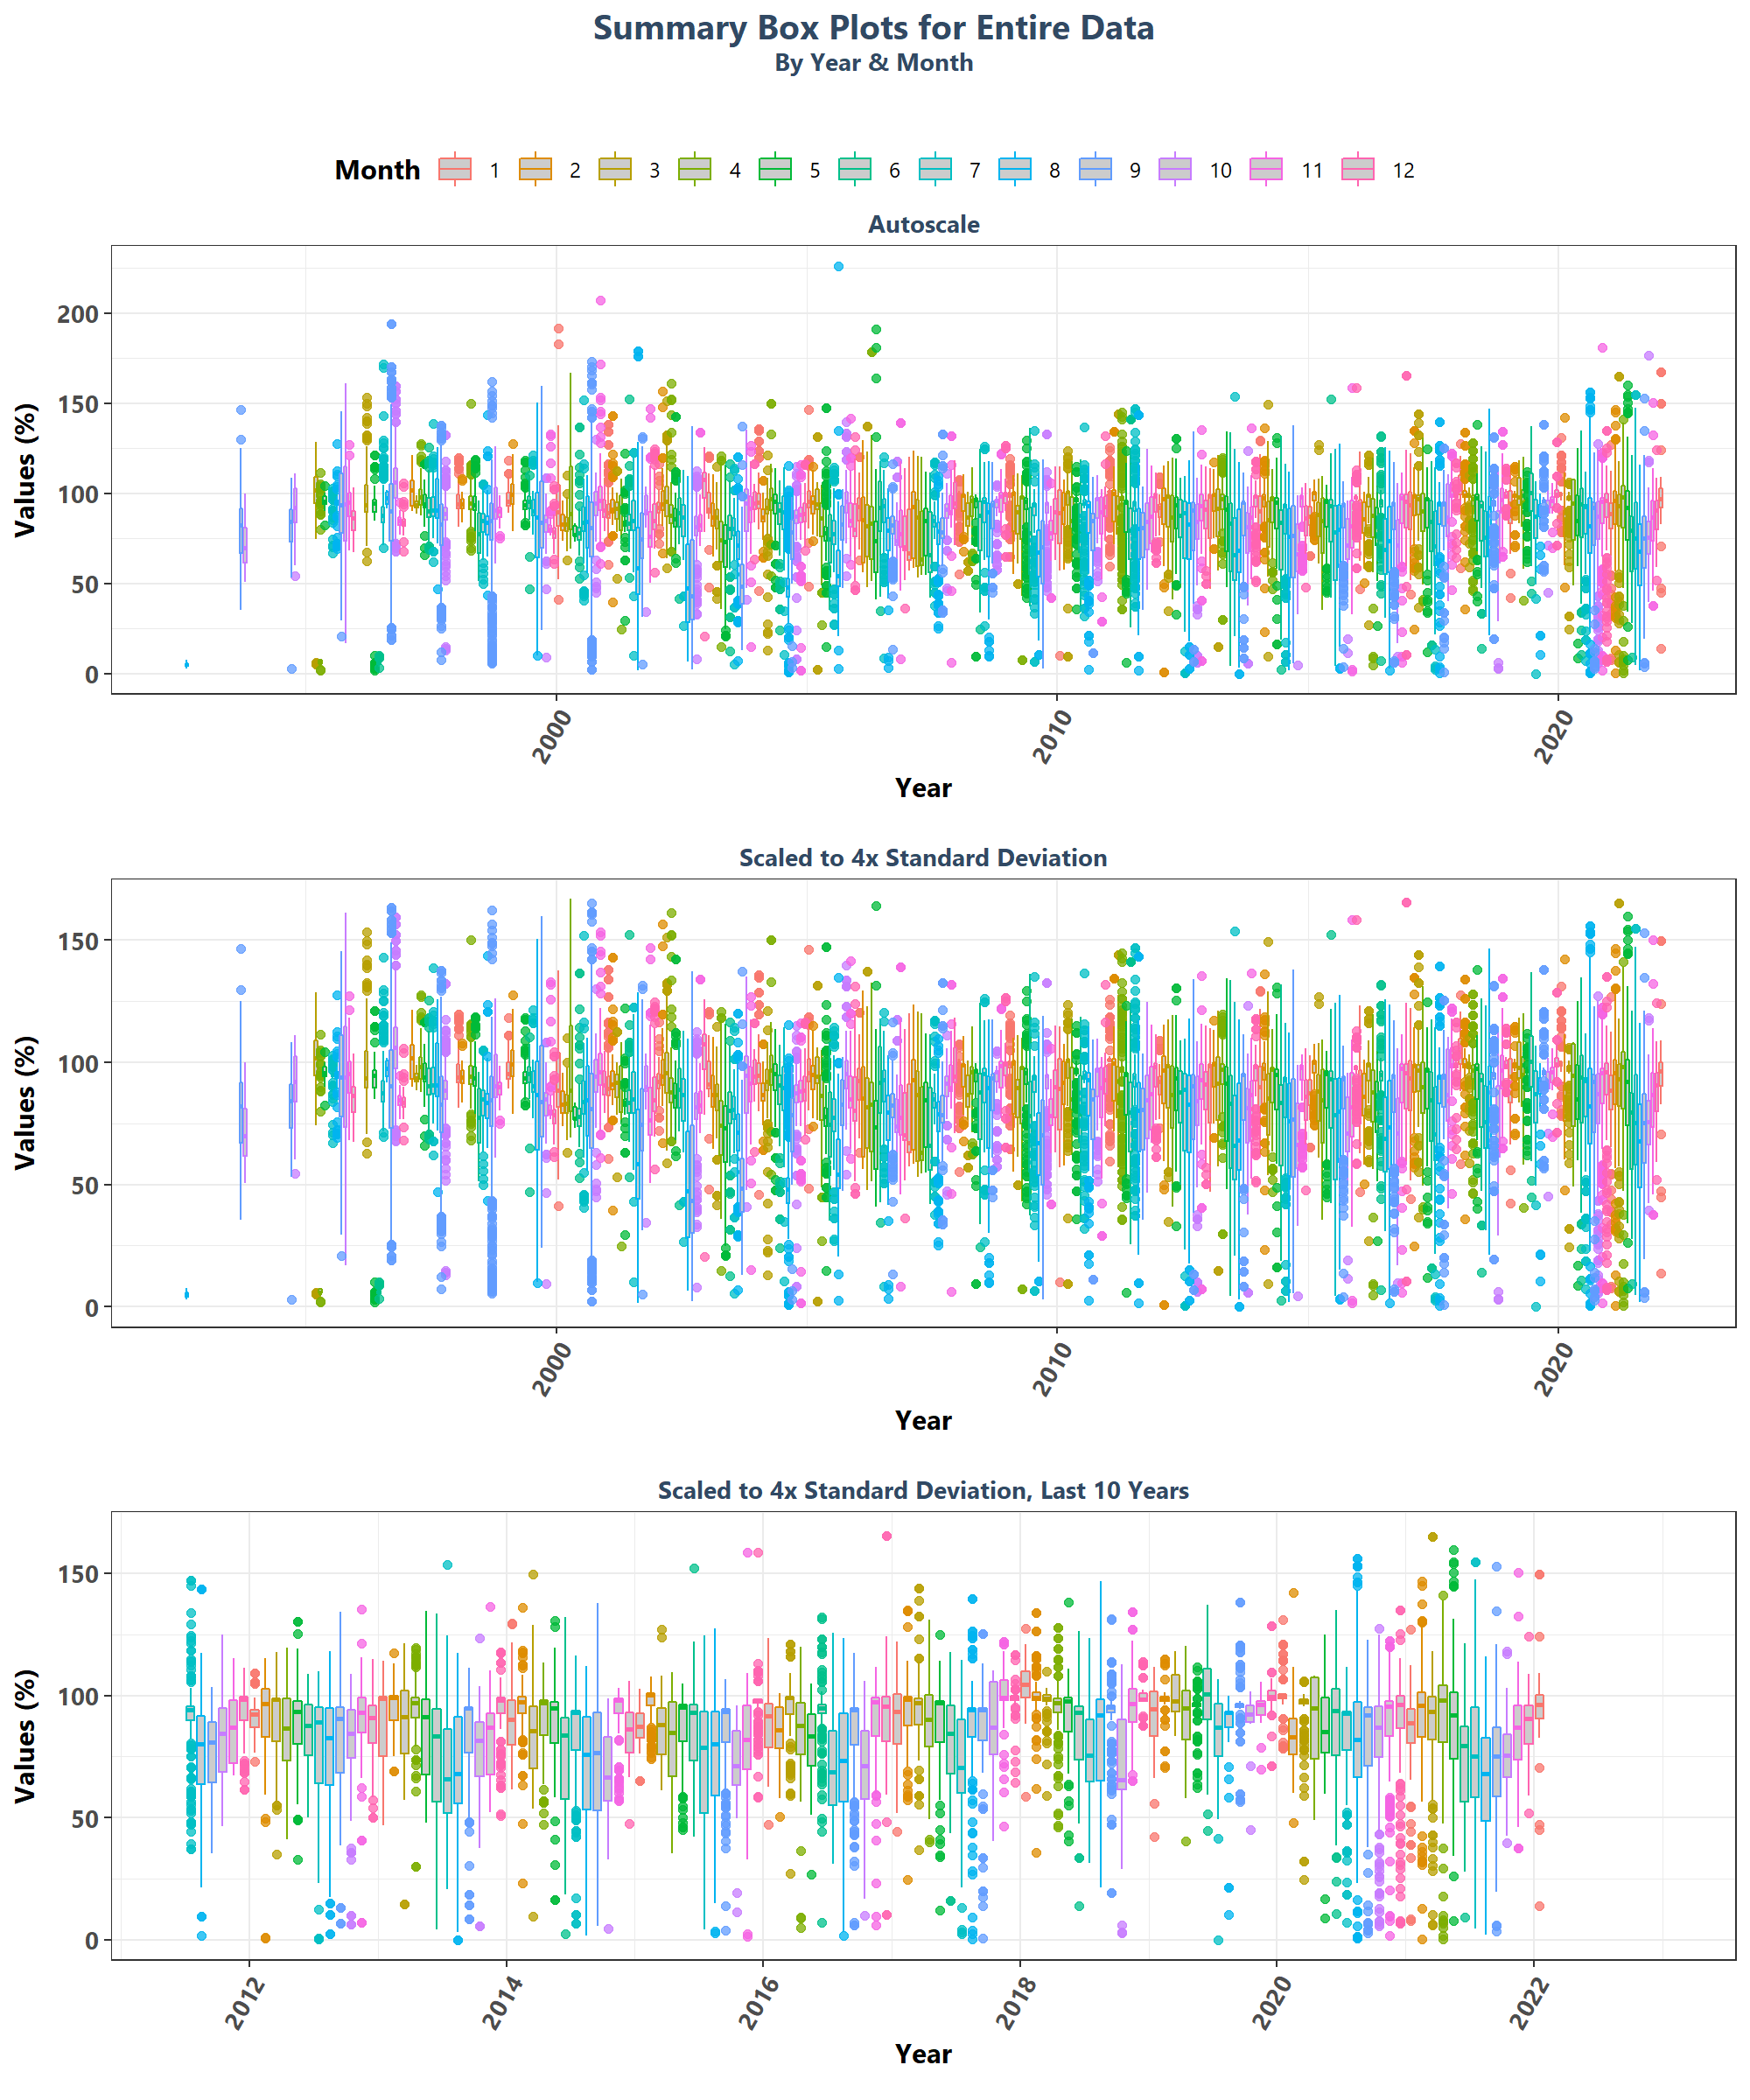 Summary Box Plots for Entire Data
By Year & Month
Month 1 2 3 4 5 6 7 8 9 10 11 12
Autoscale
Values (%)
200
150
100
50
0
2000 2010 2020
Year
Scaled to 4x Standard Deviation
Values (%)
150
100
50
0
2000 2010 2020
Year
Scaled to 4x Standard Deviation, Last 10 Years
Values (%)
150
100
50
0
2012 2014 2016 2018 2020 2022
Year